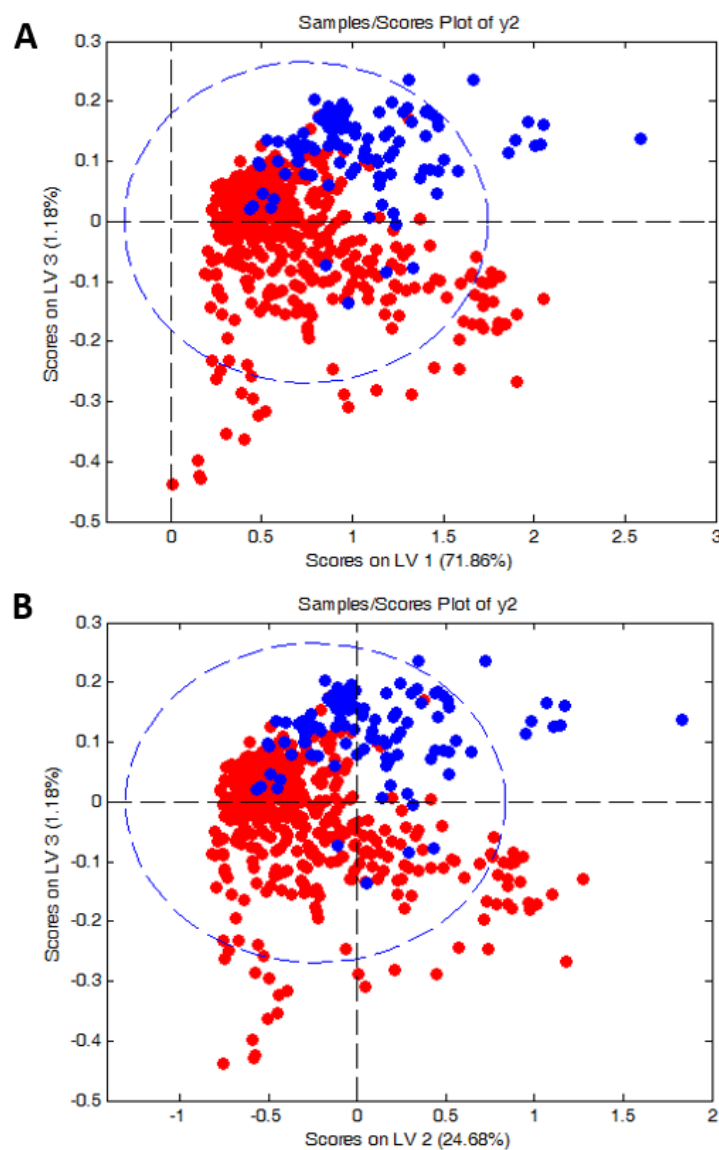 A
Samples/Scores Plot of y2
0.3
0.2
0.1
0
-0.1
-0.2
-0.3
-0.4
-0.5
Scores on LV 3 (1.18%)
0 0.5 1 1.5 2 2.5 3
Scores on LV 1 (71.86%)
B
Samples/Scores Plot of y2
0.3
0.2
0.1
0
-0.1
-0.2
-0.3
-0.4
-0.5
Scores on LV 3 (1.18%)
-1 -0.5 0 0.5 1 1.5 2
Scores on LV 2 (24.68%)